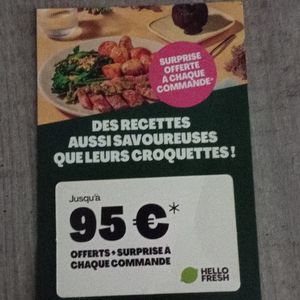 SURPRISE
OFFERTE
À CHAQUE
COMMANDE*
DES RECETTES
AUSSI SAVOUREUSES
QUE LEURS CROQUETTES !
Jusqu'à
95 €*
OFFERTS + SURPRISE À
CHAQUE COMMANDE
HELLO
FRESH